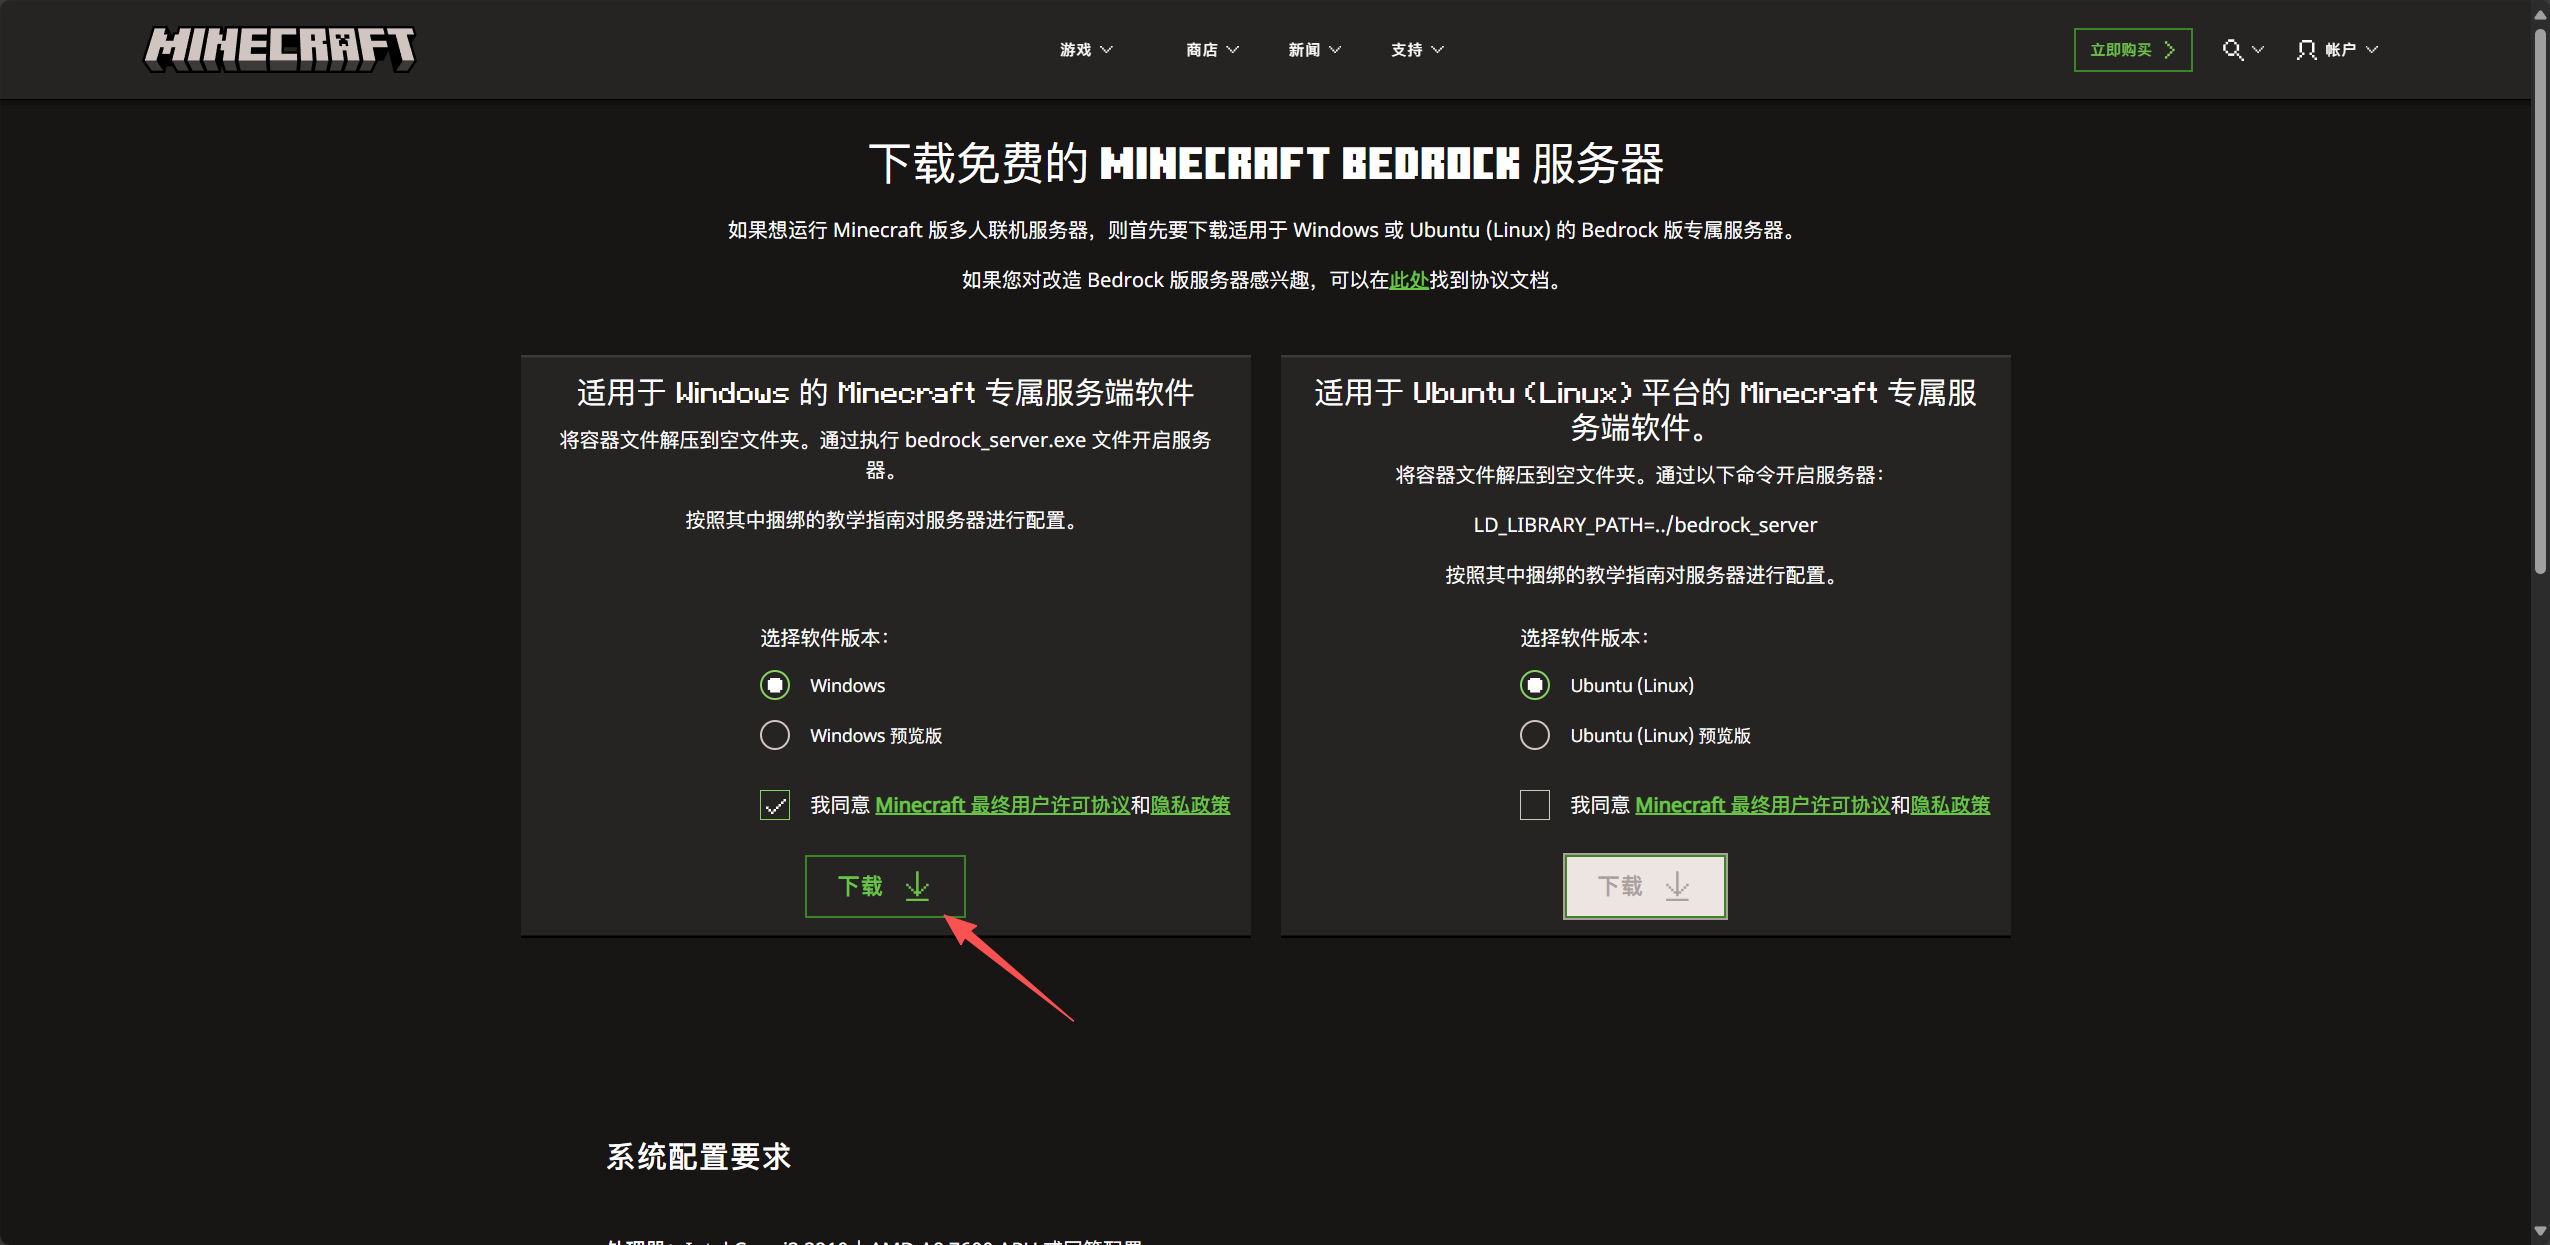 MINECRAFT
游戏
商店
新闻
支持
立即购买
帐户
下载免费的 MINECRAFT BEDROCK 服务器
如果想运行 Minecraft 版多人联机服务器，则首先要下载适用于 Windows 或 Ubuntu (Linux) 的 Bedrock 版专属服务器。
如果您对改造 Bedrock 版服务器感兴趣，可以在此处找到协议文档。
适用于 Windows 的 Minecraft 专属服务端软件
将容器文件解压到空文件夹。通过执行 bedrock_server.exe 文件开启服务
器。
按照其中捆绑的教学指南对服务器进行配置。
选择软件版本：
Windows
Windows 预览版
我同意 Minecraft 最终用户许可协议和隐私政策
下载
适用于 Ubuntu (Linux) 平台的 Minecraft 专属服
务端软件。
将容器文件解压到空文件夹。通过以下命令开启服务器：
LD_LIBRARY_PATH=../bedrock_server
按照其中捆绑的教学指南对服务器进行配置。
选择软件版本：
Ubuntu (Linux)
Ubuntu (Linux) 预览版
我同意 Minecraft 最终用户许可协议和隐私政策
下载
系统配置要求